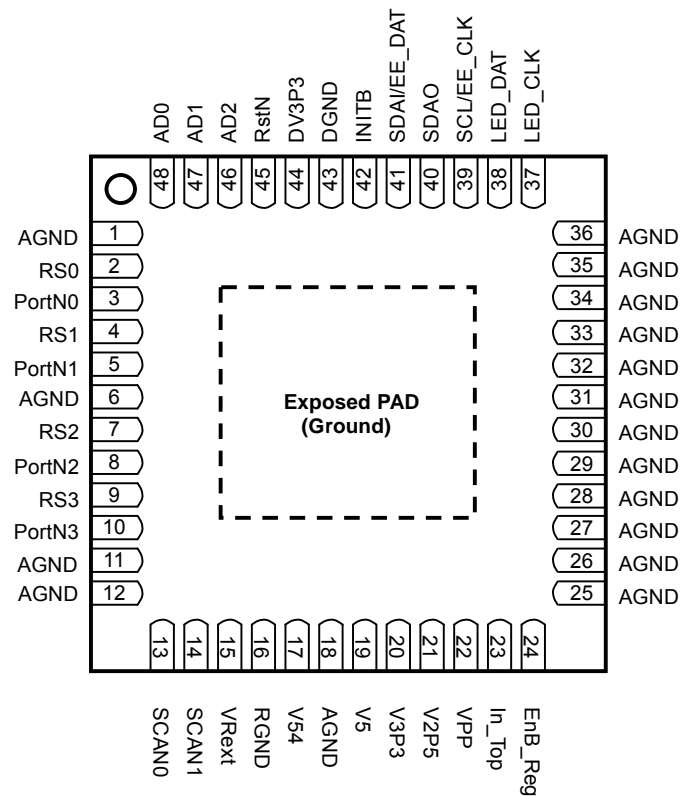 AD0
AD1
AD2
RstN
DV3P3
DGND
INITB
SDAI/EE_DAT
SDAO
SCL/EE_CLK
LED_DAT
LED_CLK
48
47
46
45
44
43
42
41
40
39
38
37
AGND 1
RS0 2
PortN0 3
RS1 4
PortN1 5
AGND 6
RS2 7
PortN2 8
RS3 9
PortN3 10
AGND 11
AGND 12
Exposed PAD
(Ground)
36 AGND
35 AGND
34 AGND
33 AGND
32 AGND
31 AGND
30 AGND
29 AGND
28 AGND
27 AGND
26 AGND
25 AGND
13
14
15
16
17
18
19
20
21
22
23
24
SCAN0
SCAN1
VRext
RGND
V54
AGND
V5
V3P3
V2P5
VPP
In_Top
EnB_Reg